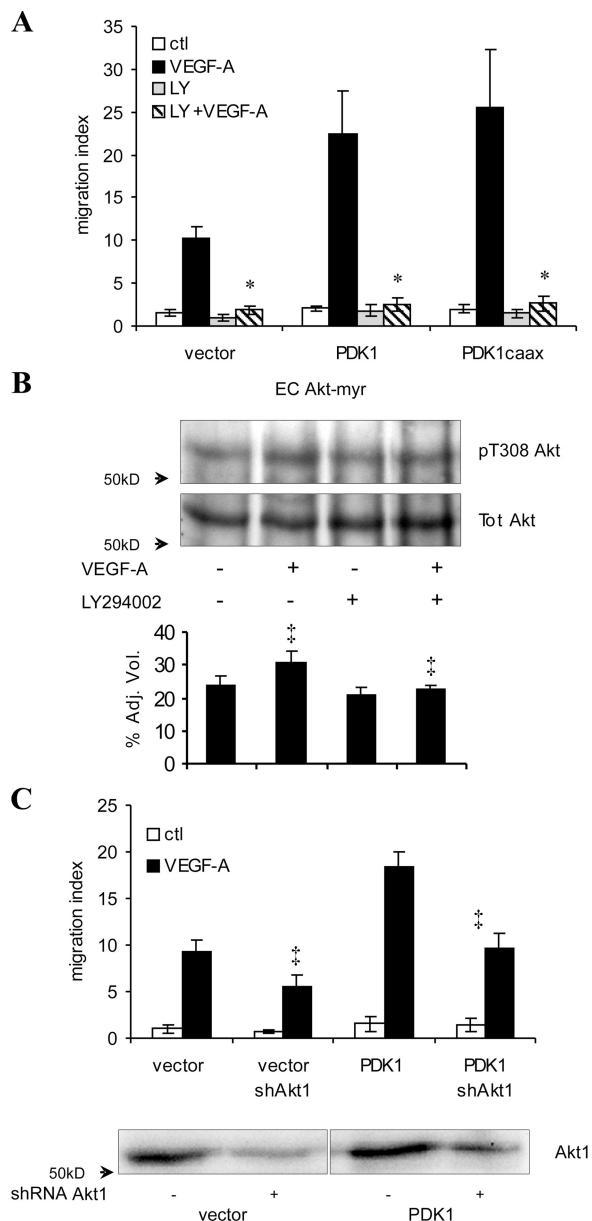 A
35
30
25
20
15
10
5
0
migration index
ctl
VEGF-A
LY
LY +VEGF-A
*
*
*
vector PDK1 PDK1caax
B
EC Akt-myr
pT308 Akt
50kD
Tot Akt
50kD
VEGF-A - + - +
LY294002 - - + +
% Adj. Vol.
40
30
20
10
0
‡
‡
C
25
20
15
10
5
0
migration index
ctl
VEGF-A
‡
‡
vector vector PDK1 PDK1
shAkt1 shAkt1
Akt1
50kD
shRNA Akt1 - + - +
vector PDK1